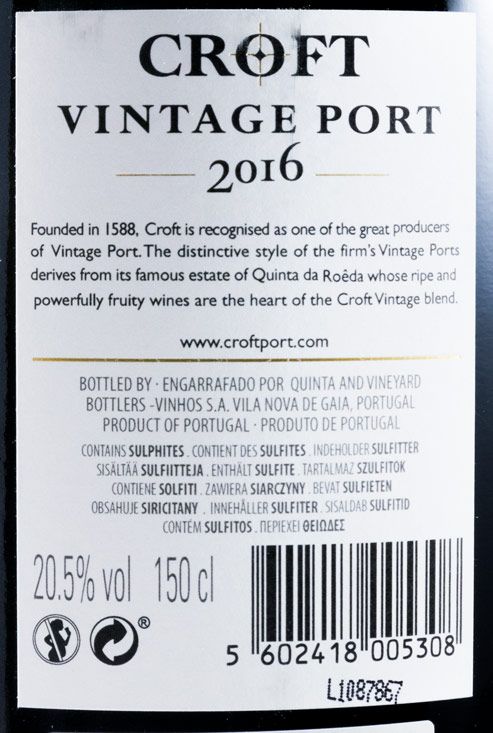 CROFT
VINTAGE PORT
2016
Founded in 1588, Croft is recognised as one of the great producers
of Vintage Port. The distinctive style of the firm's Vintage Ports
derives from its famous estate of Quinta da Roêda whose ripe and
powerfully fruity wines are the heart of the Croft Vintage blend.
www.croftport.com
BOTTLED BY · ENGARRAFADO POR QUINTA AND VINEYARD
BOTTLERS -VINHOS S.A. VILA NOVA DE GAIA, PORTUGAL
PRODUCT OF PORTUGAL · PRODUTO DE PORTUGAL
CONTAINS SULPHITES . CONTIENT DES SULFITES . INDEHOLDER SULFITTER
SISÄLTÄÄ SULFIITTEJA . ENTHÄLT SULFITE . TARTALMAZ SZULFITOK
CONTIENE SOLFITI . ZAWIERA SIARCZYNY . BEVAT SULFIETEN
OBSAHUJE SIRICITANY . INNEHÅLLER SULFITER . SISALDAB SULFITID
CONTÉM SULFITOS . ΠΕΡΙΕΧΕΙ ΘΕΙΩΔΕΣ
20.5% vol 150 cl
®
5 602418 005308
L1087867